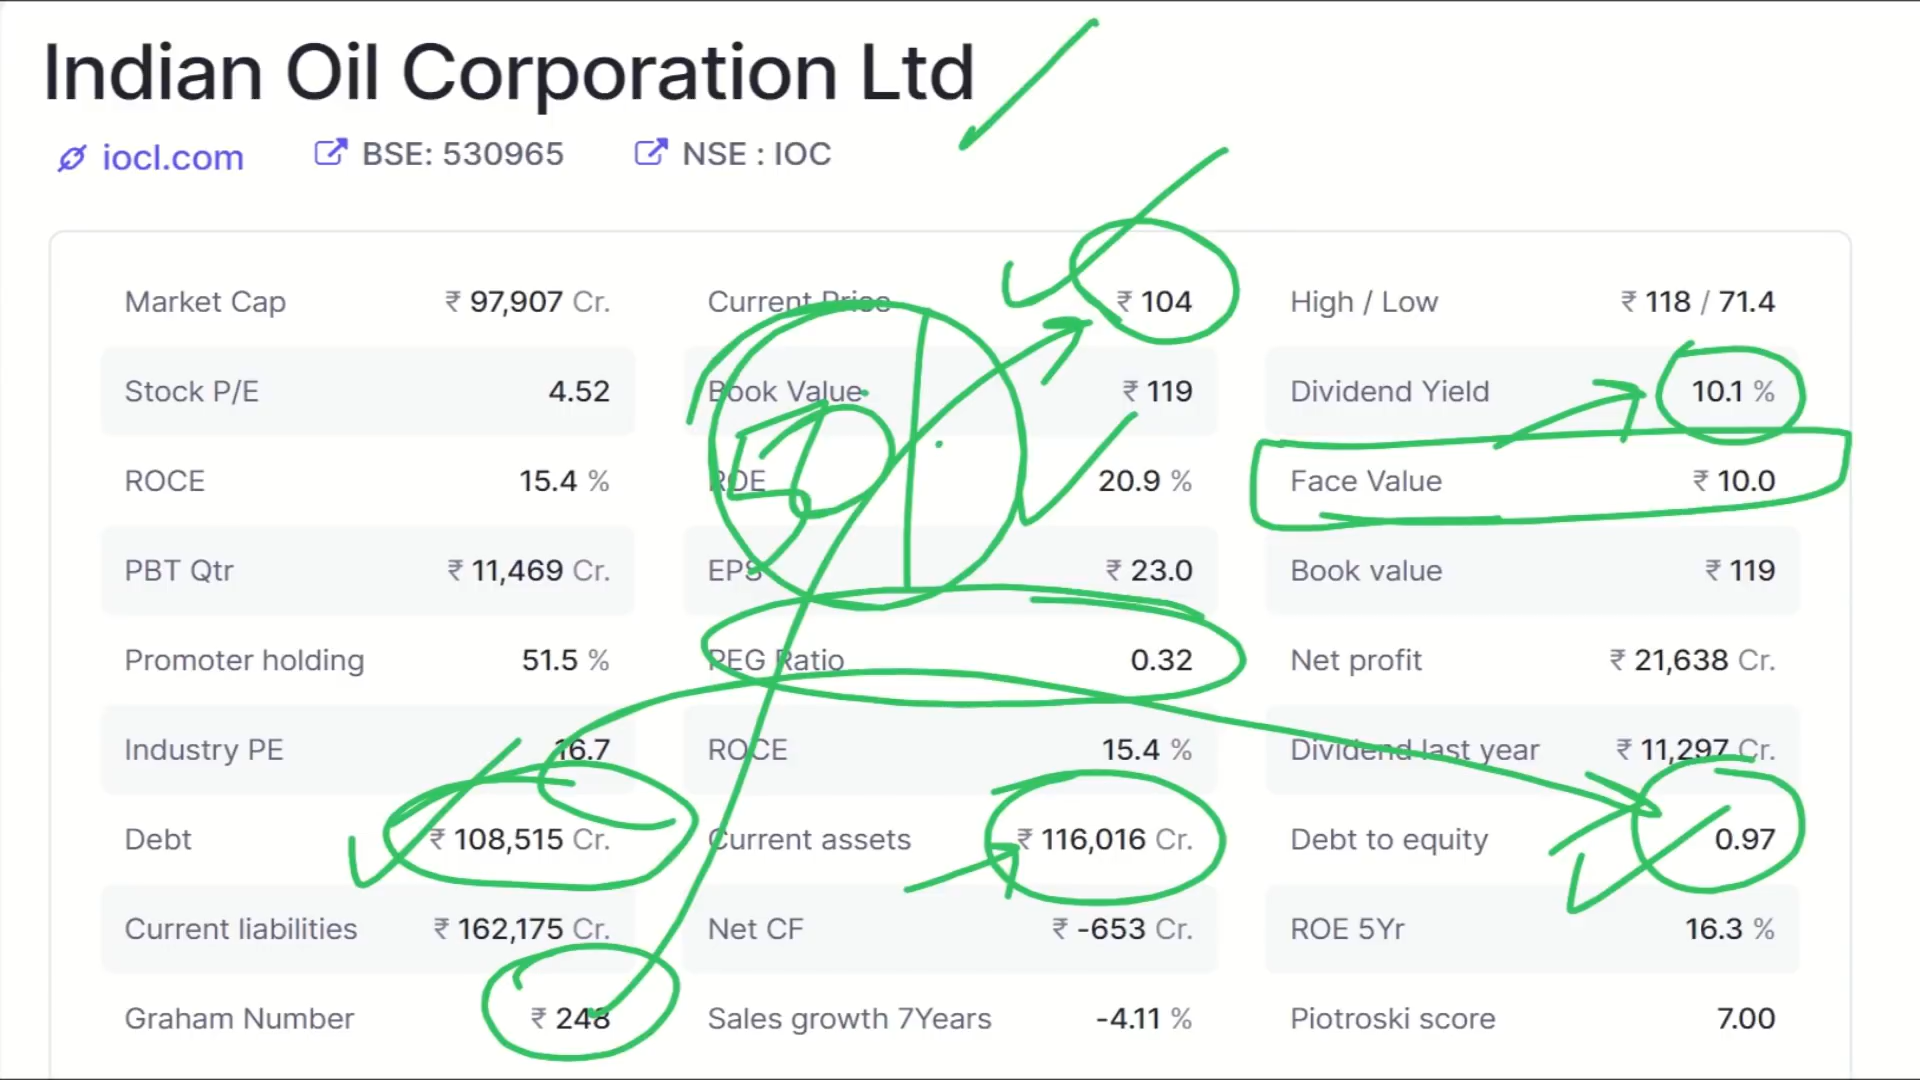 Indian Oil Corporation Ltd
iocl.com BSE: 530965 NSE : IOC
Market Cap ₹ 97,907 Cr. Current Price ₹ 104 High / Low ₹ 118 / 71.4
Stock P/E 4.52 Book Value ₹ 119 Dividend Yield 10.1 %
ROCE 15.4 % ROE 20.9 % Face Value ₹ 10.0
PBT Qtr ₹ 11,469 Cr. EPS ₹ 23.0 Book value ₹ 119
Promoter holding 51.5 % PEG Ratio 0.32 Net profit ₹ 21,638 Cr.
Industry PE 16.7 ROCE 15.4 % Dividend last year ₹ 11,297 Cr.
Debt ₹ 108,515 Cr. Current assets ₹ 116,016 Cr. Debt to equity 0.97
Current liabilities ₹ 162,175 Cr. Net CF ₹ -653 Cr. ROE 5Yr 16.3 %
Graham Number ₹ 248 Sales growth 7Years -4.11 % Piotroski score 7.00